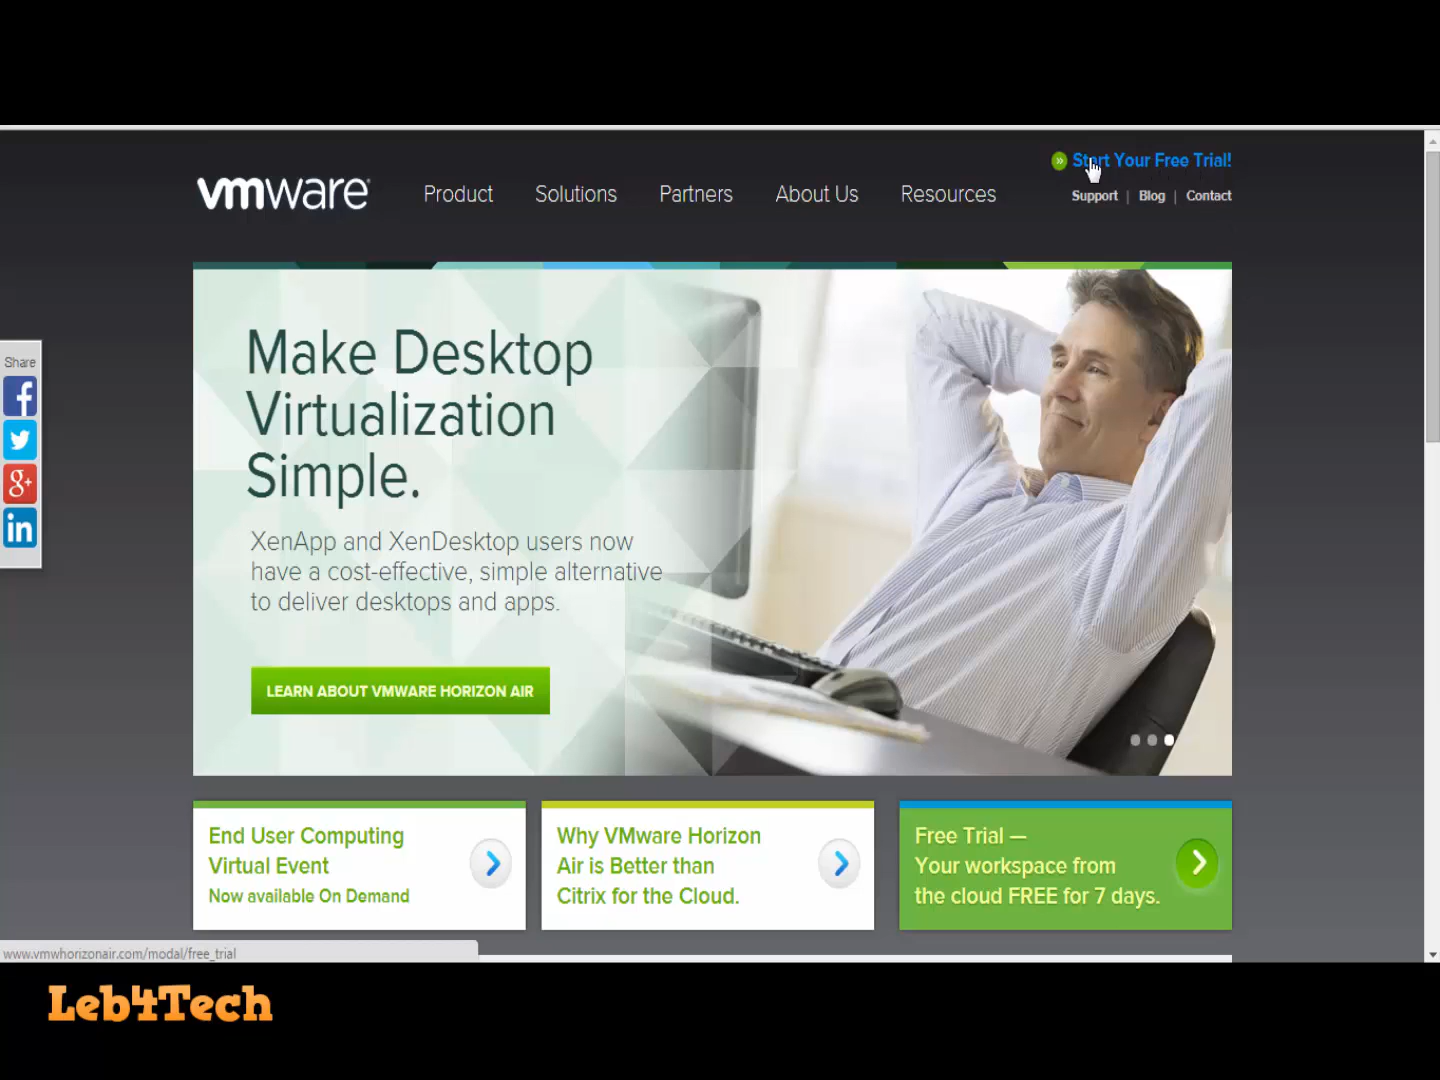 » Start Your Free Trial!
vmware
Product Solutions Partners About Us Resources
Support | Blog | Contact
Make Desktop
Virtualization
Simple.
XenApp and XenDesktop users now
have a cost-effective, simple alternative
to deliver desktops and apps.
LEARN ABOUT VMWARE HORIZON AIR
Share
f
g+
in
End User Computing
Virtual Event
Now available On Demand
Why VMware Horizon
Air is Better than
Citrix for the Cloud.
Free Trial —
Your workspace from
the cloud FREE for 7 days.
www.vmwhorizonair.com/modal/free_trial
Leb4Tech